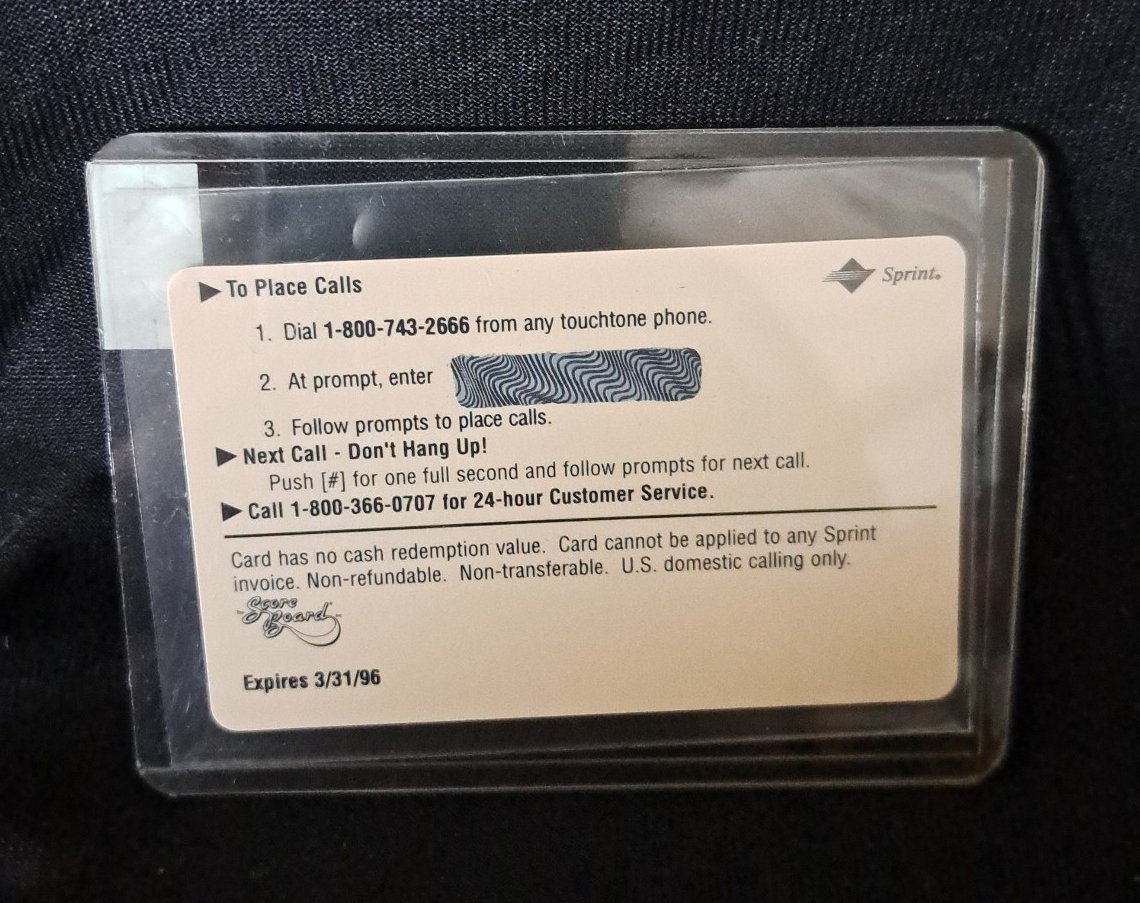 ▶ To Place Calls
Sprint.
1. Dial 1-800-743-2666 from any touchtone phone.
2. At prompt, enter
3. Follow prompts to place calls.
▶ Next Call - Don't Hang Up!
Push [#] for one full second and follow prompts for next call.
▶ Call 1-800-366-0707 for 24-hour Customer Service.
Card has no cash redemption value. Card cannot be applied to any Sprint
invoice. Non-refundable. Non-transferable. U.S. domestic calling only.
Score
Board
Expires 3/31/96